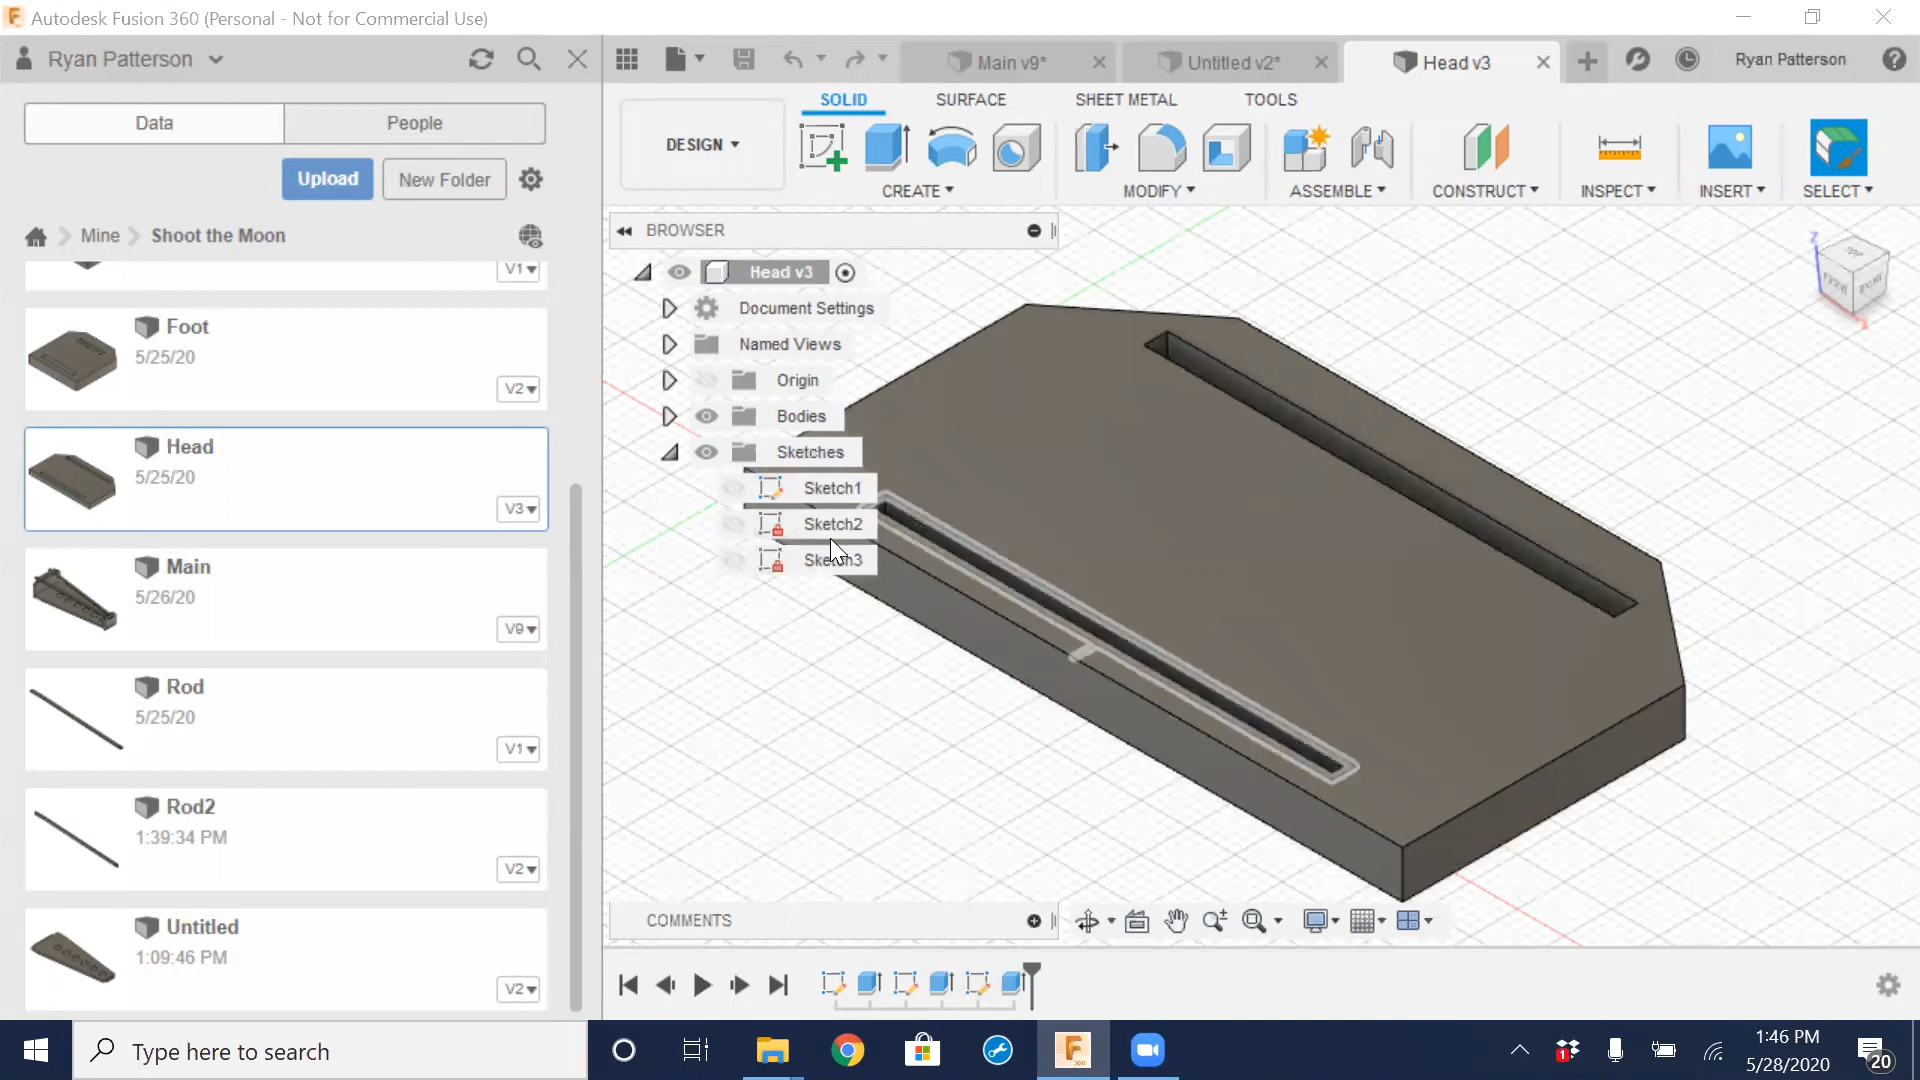 Autodesk Fusion 360 (Personal - Not for Commercial Use)
Ryan Patterson
Main v9*
Untitled v2*
Head v3
Ryan Patterson
Data
People
SOLID
SURFACE
SHEET METAL
TOOLS
DESIGN
Upload
New Folder
CREATE
MODIFY
ASSEMBLE
CONSTRUCT
INSPECT
INSERT
SELECT
Mine
Shoot the Moon
BROWSER
V1
Head v3
Document Settings
Named Views
Origin
Bodies
Sketches
Sketch1
Sketch2
Sketch3
Foot
5/25/20
V2
Head
5/25/20
V3
Main
5/26/20
V9
Rod
5/25/20
V1
Rod2
1:39:34 PM
V2
Untitled
1:09:46 PM
V2
Z
X
COMMENTS
Type here to search
F
360
1
1:46 PM
5/28/2020
20